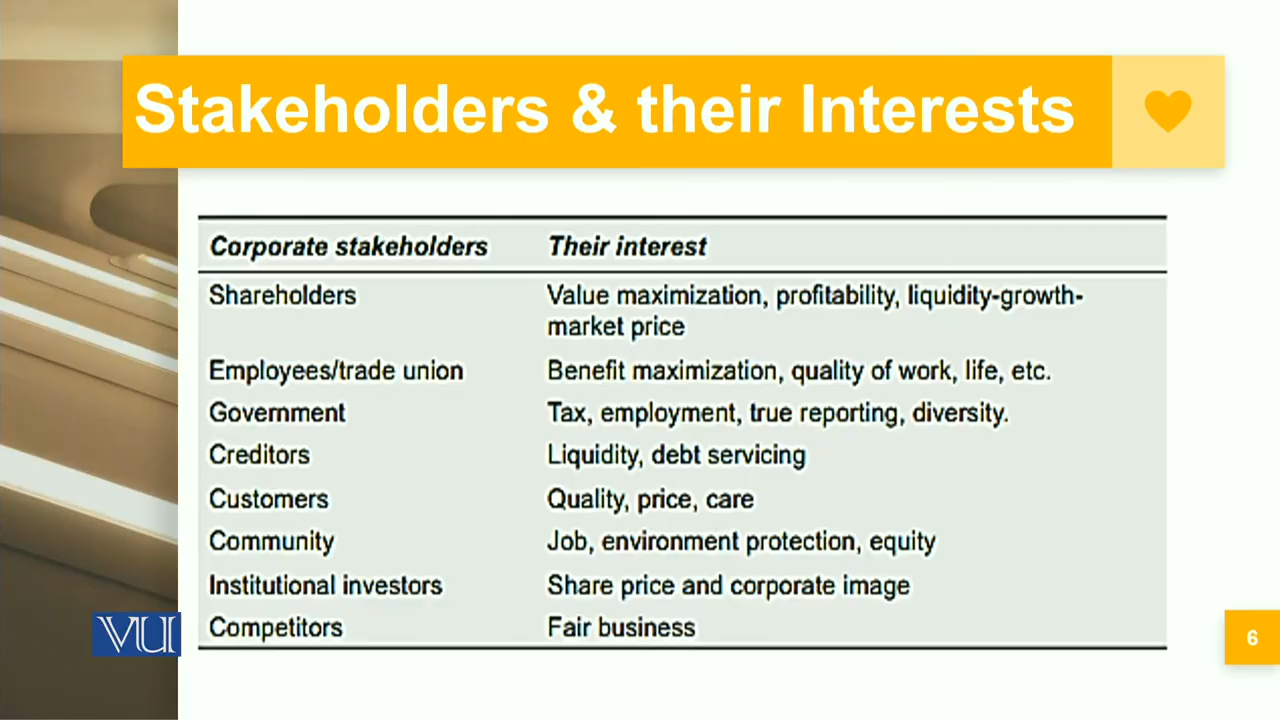 Stakeholders & their Interests
Corporate stakeholders Their interest
Shareholders Value maximization, profitability, liquidity-growth-
market price
Employees/trade union Benefit maximization, quality of work, life, etc.
Government Tax, employment, true reporting, diversity.
Creditors Liquidity, debt servicing
Customers Quality, price, care
Community Job, environment protection, equity
Institutional investors Share price and corporate image
Competitors Fair business
VU
6